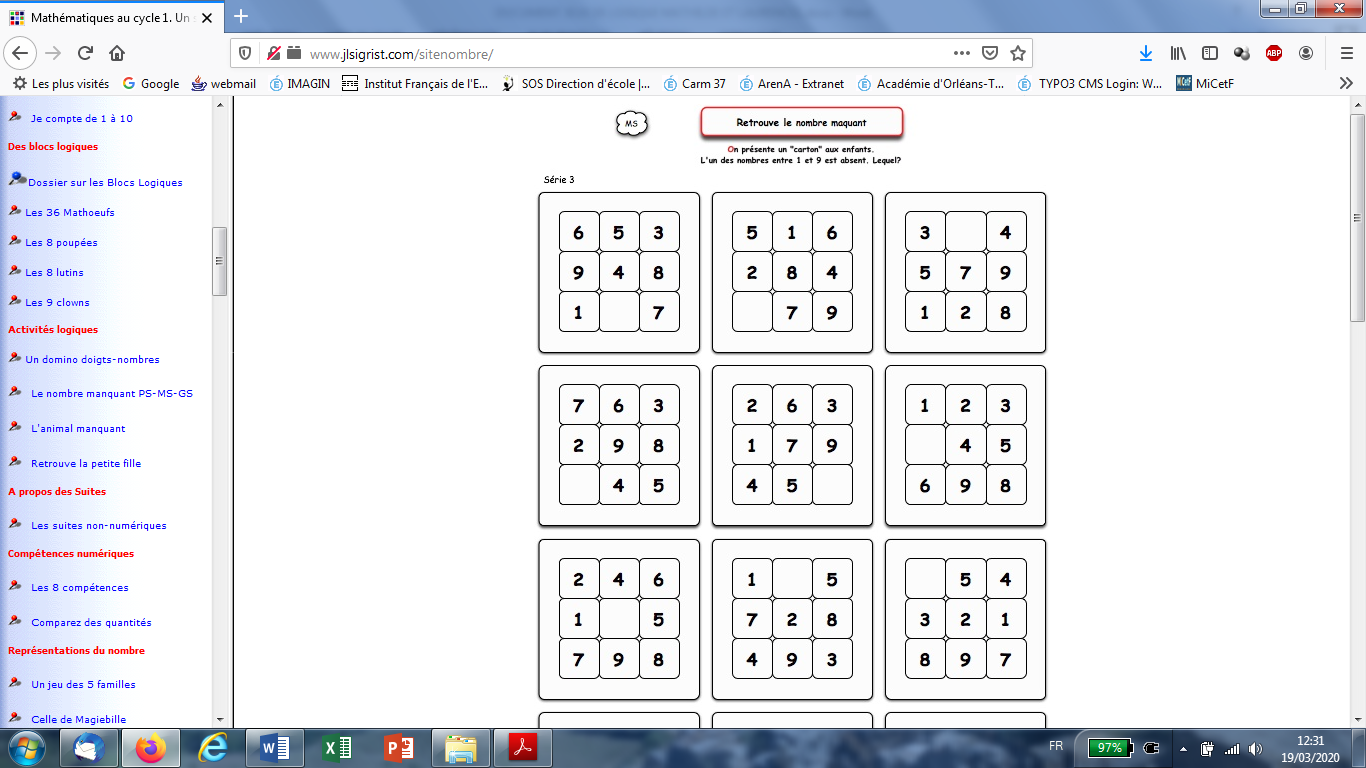 Mathématiques au cycle 1. Un
www.jlsigrist.com/sitenombre/
ABP
Les plus visités
Google
webmail
IMAGIN
Institut Français de l'E...
SOS Direction d'école |...
Carm 37
ArenA - Extranet
Académie d'Orléans-T...
TYPO3 CMS Login: W...
MiCetF
Je compte de 1 à 10
Des blocs logiques
Dossier sur les Blocs Logiques
Les 36 Mathoeufs
Les 8 poupées
Les 8 lutins
Les 9 clowns
Activités logiques
Un domino doigts-nombres
Le nombre manquant PS-MS-GS
L'animal manquant
Retrouve la petite fille
A propos des Suites
Les suites non-numériques
Compétences numériques
Les 8 compétences
Comparez des quantités
Représentations du nombre
Un jeu des 5 familles
Celle de Magiebille
MS
Retrouve le nombre maquant
On présente un "carton" aux enfants.
L'un des nombres entre 1 et 9 est absent. Lequel?
Série 3
6 5 3
9 4 8
1 7
5 1 6
2 8 4
7 9
3 4
5 7 9
1 2 8
7 6 3
2 9 8
4 5
2 6 3
1 7 9
4 5
1 2 3
4 5
6 9 8
2 4 6
1 5
7 9 8
1 5
7 2 8
4 9 3
5 4
3 2 1
8 9 7
FR
97%
12:31
19/03/2020